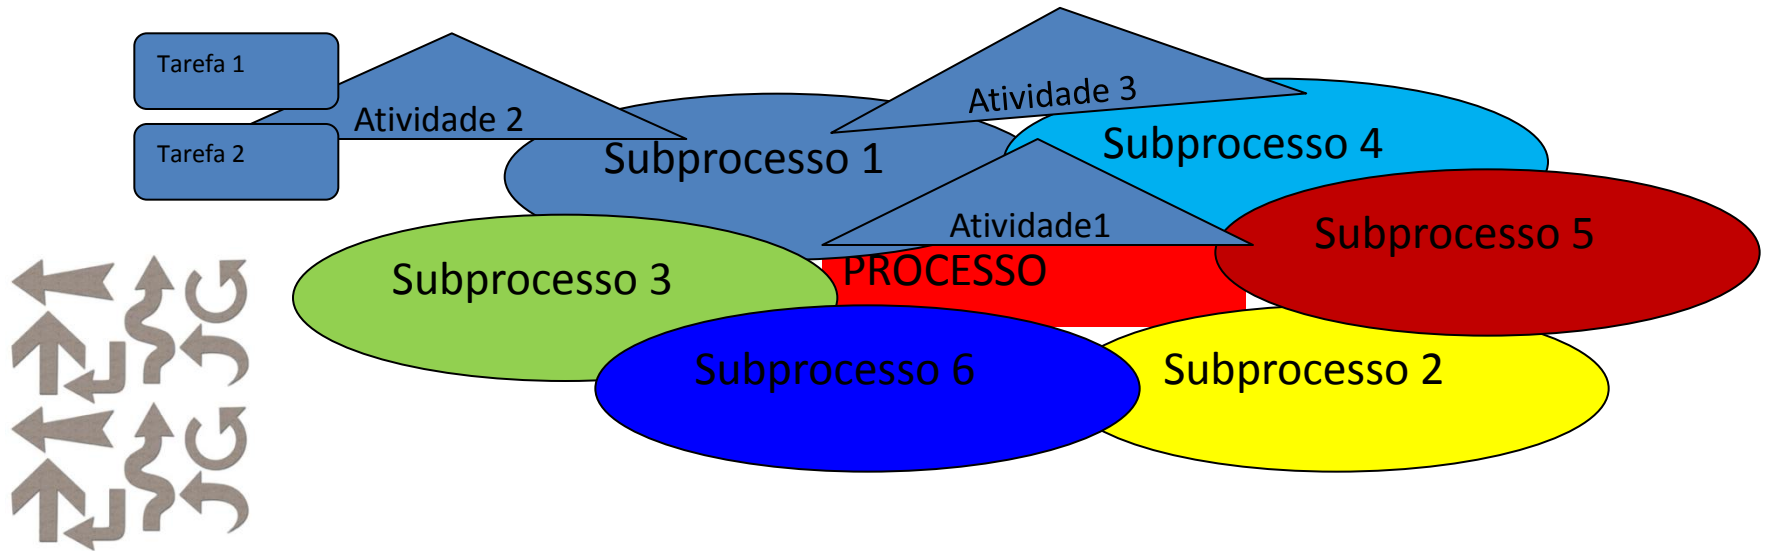 Tarefa 1
Atividade 2
Atividade 3
Tarefa 2
Subprocesso 1
Subprocesso 4
Atividade1
Subprocesso 5
Subprocesso 3
PROCESSO
Subprocesso 6
Subprocesso 2